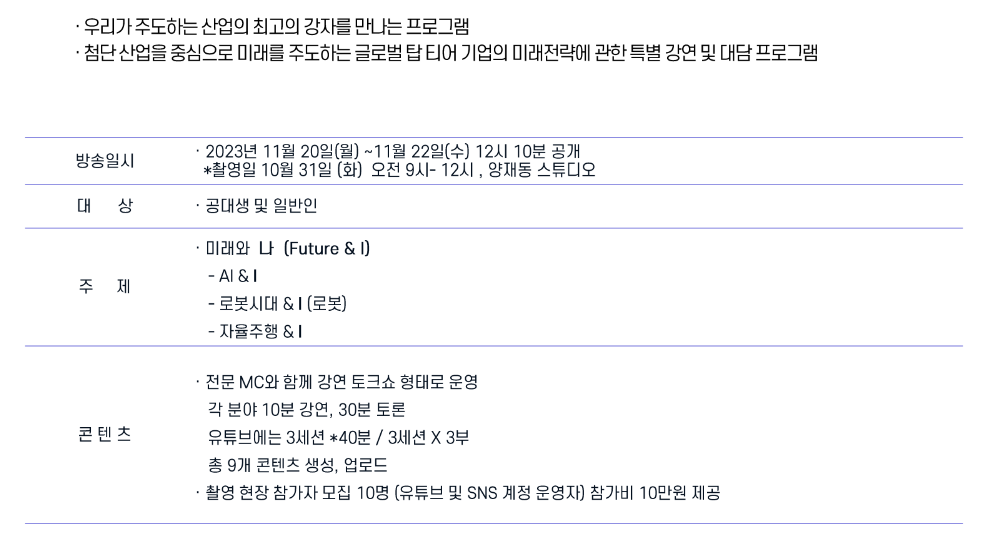 · 우리가 주도하는 산업의 최고의 강자를 만나는 프로그램
· 첨단 산업을 중심으로 미래를 주도하는 글로벌 탑 티어 기업의 미래전략에 관한 특별 강연 및 대담 프로그램
방송일시
· 2023년 11월 20일(월) ~11월 22일(수) 12시 10분 공개
*촬영일 10월 31일 (화) 오전 9시- 12시 , 양재동 스튜디오
대 상
· 공대생 및 일반인
주 제
· 미래와 나 (Future & I)
- AI & I
- 로봇시대 & I (로봇)
- 자율주행 & I
콘 텐 츠
· 전문 MC와 함께 강연 토크쇼 형태로 운영
각 분야 10분 강연, 30분 토론
유튜브에는 3세션 *40분 / 3세션 X 3부
총 9개 콘텐츠 생성, 업로드
· 촬영 현장 참가자 모집 10명 (유튜브 및 SNS 계정 운영자) 참가비 10만원 제공